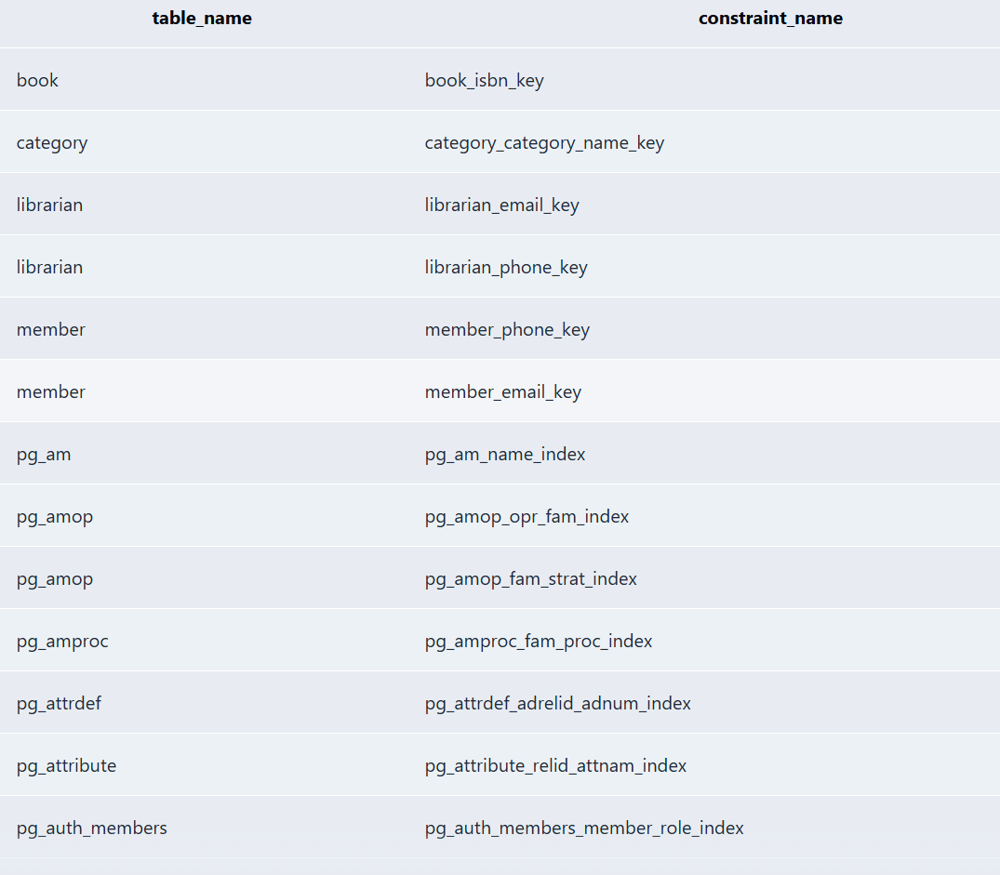 table_name constraint_name
book book_isbn_key
category category_category_name_key
librarian librarian_email_key
librarian librarian_phone_key
member member_phone_key
member member_email_key
pg_am pg_am_name_index
pg_amop pg_amop_opr_fam_index
pg_amop pg_amop_fam_strat_index
pg_amproc pg_amproc_fam_proc_index
pg_attrdef pg_attrdef_adrelid_adnum_index
pg_attribute pg_attribute_relid_attnam_index
pg_auth_members pg_auth_members_member_role_index